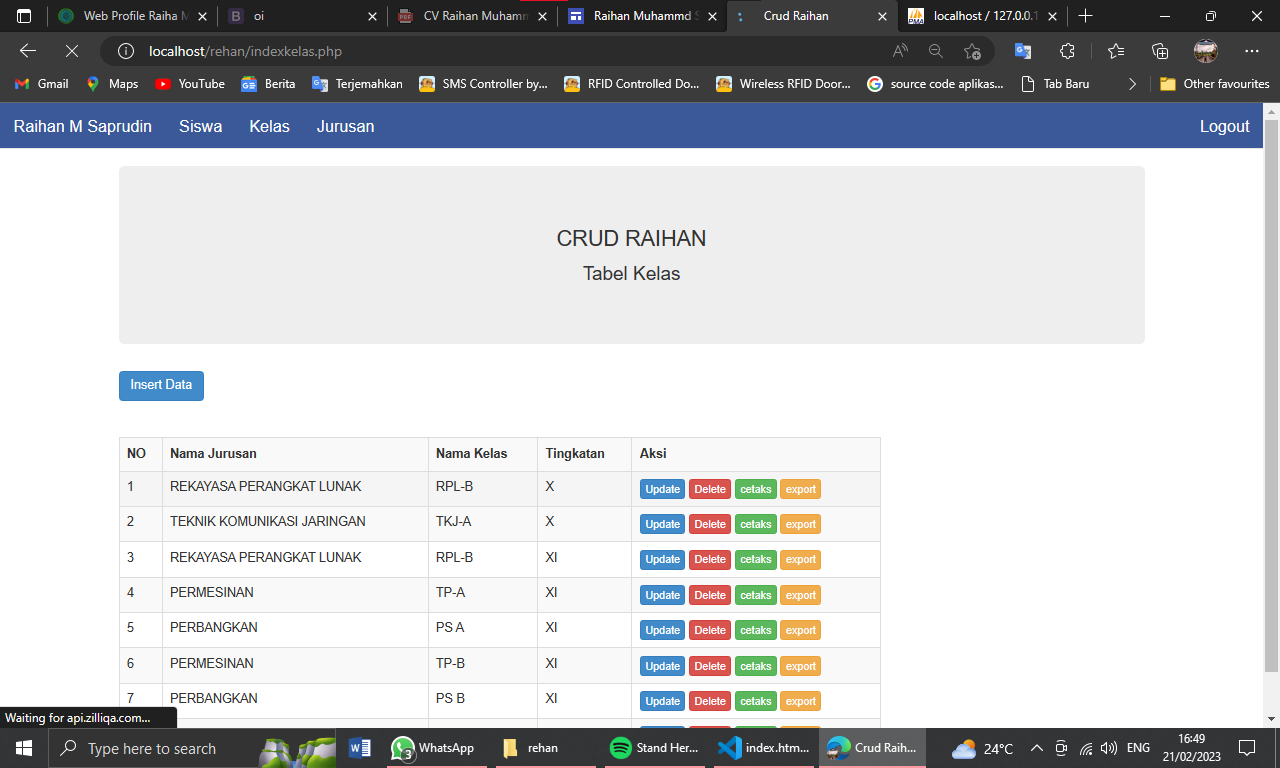 Web Profile Raiha M
oi
CV Raihan Muhamm
Raihan Muhammd S
Crud Raihan
localhost / 127.0.0.1
localhost/rehan/indexkelas.php
Gmail Maps YouTube Berita Terjemahkan SMS Controller by... RFID Controlled Do... Wireless RFID Door... source code aplikas... Tab Baru Other favourites
Raihan M Saprudin Siswa Kelas Jurusan Logout
CRUD RAIHAN
Tabel Kelas
Insert Data
NO Nama Jurusan Nama Kelas Tingkatan Aksi
1 REKAYASA PERANGKAT LUNAK RPL-B X Update Delete cetaks export
2 TEKNIK KOMUNIKASI JARINGAN TKJ-A X Update Delete cetaks export
3 REKAYASA PERANGKAT LUNAK RPL-B XI Update Delete cetaks export
4 PERMESINAN TP-A XI Update Delete cetaks export
5 PERBANGKAN PS A XI Update Delete cetaks export
6 PERMESINAN TP-B XI Update Delete cetaks export
7 PERBANGKAN PS B XI Update Delete cetaks export
Waiting for api.zilliqa.com...
Type here to search
3 WhatsApp
rehan
Stand Her...
index.htm...
Crud Raih...
24°C
ENG
16:49
21/02/2023